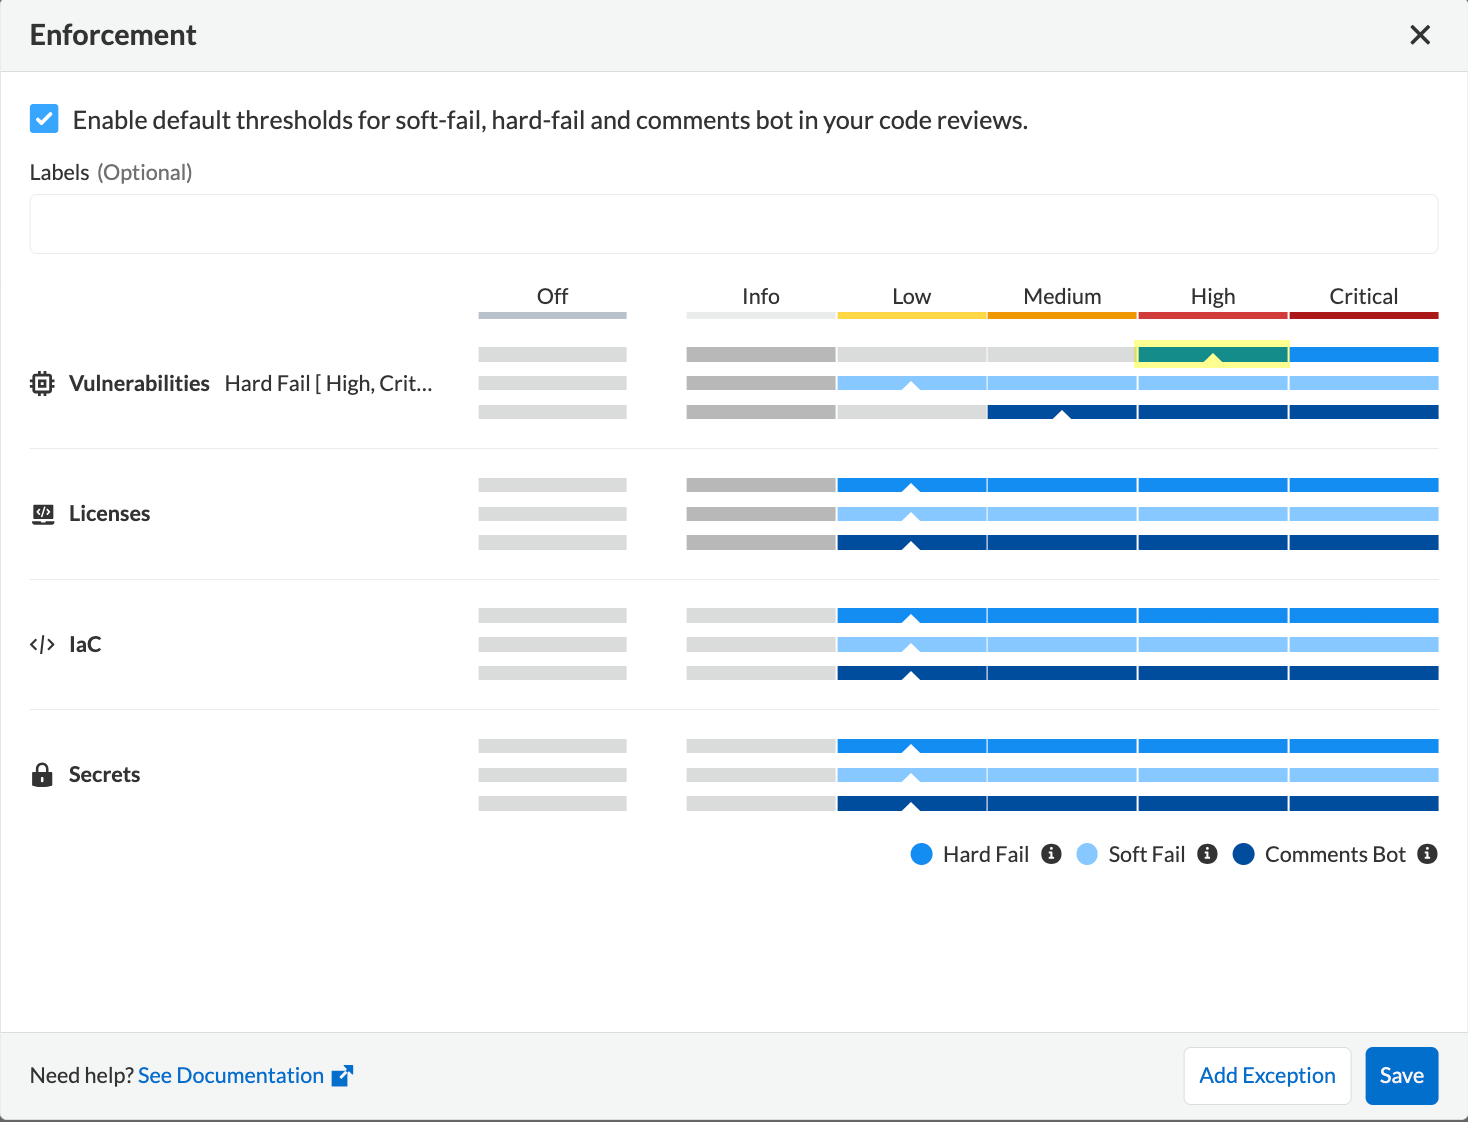 Enforcement
Enable default thresholds for soft-fail, hard-fail and comments bot in your code reviews.
Labels (Optional)
Off Info Low Medium High Critical
Vulnerabilities Hard Fail [ High, Crit...
Licenses
IaC
Secrets
Hard Fail Soft Fail Comments Bot
Need help? See Documentation Add Exception Save